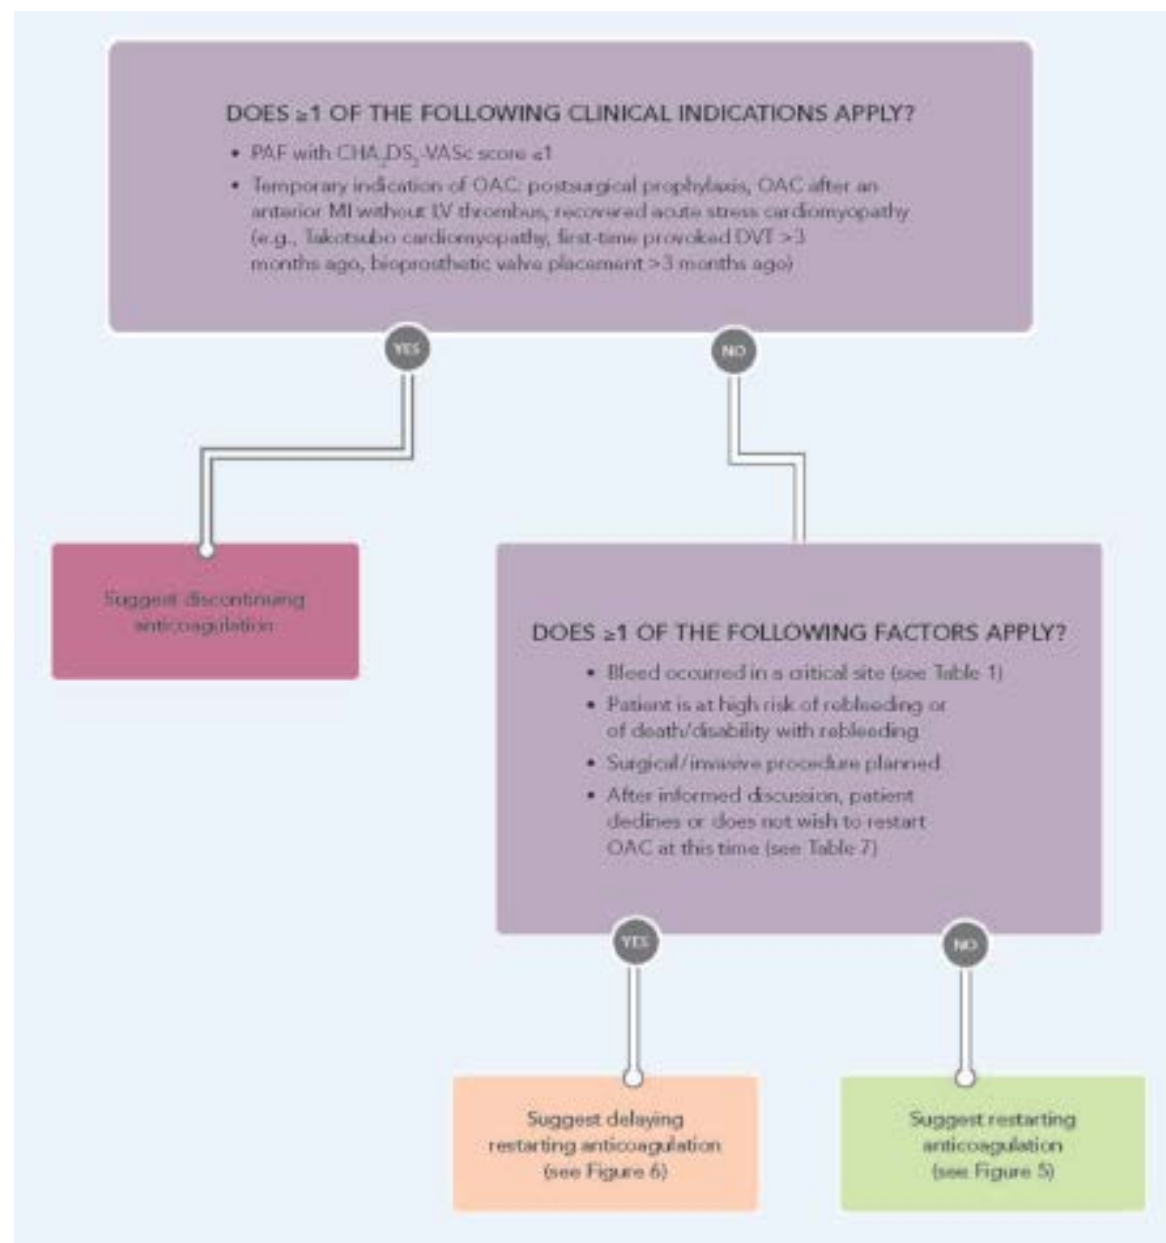 DOES ≥1 OF THE FOLLOWING CLINICAL INDICATIONS APPLY?
• PAF with CHA₂DS₂-VASc score ≤1
• Temporary indication of OAC: postsurgical prophylaxis, OAC after an
anterior MI without LV thrombus, recovered acute stress cardiomyopathy
(e.g., Takotsubo cardiomyopathy, first-time provoked DVT >3
months ago, bioprosthetic valve placement >3 months ago)
YES
NO
Suggest discontinuing
anticoagulation
DOES ≥1 OF THE FOLLOWING FACTORS APPLY?
• Bleed occurred in a critical site (see Table 1)
• Patient is at high risk of rebleeding or
of death/disability with rebleeding
• Surgical/invasive procedure planned
• After informed discussion, patient
declines or does not wish to restart
OAC at this time (see Table 7)
YES
NO
Suggest delaying
restarting anticoagulation
(see Figure 6)
Suggest restarting
anticoagulation
(see Figure 5)